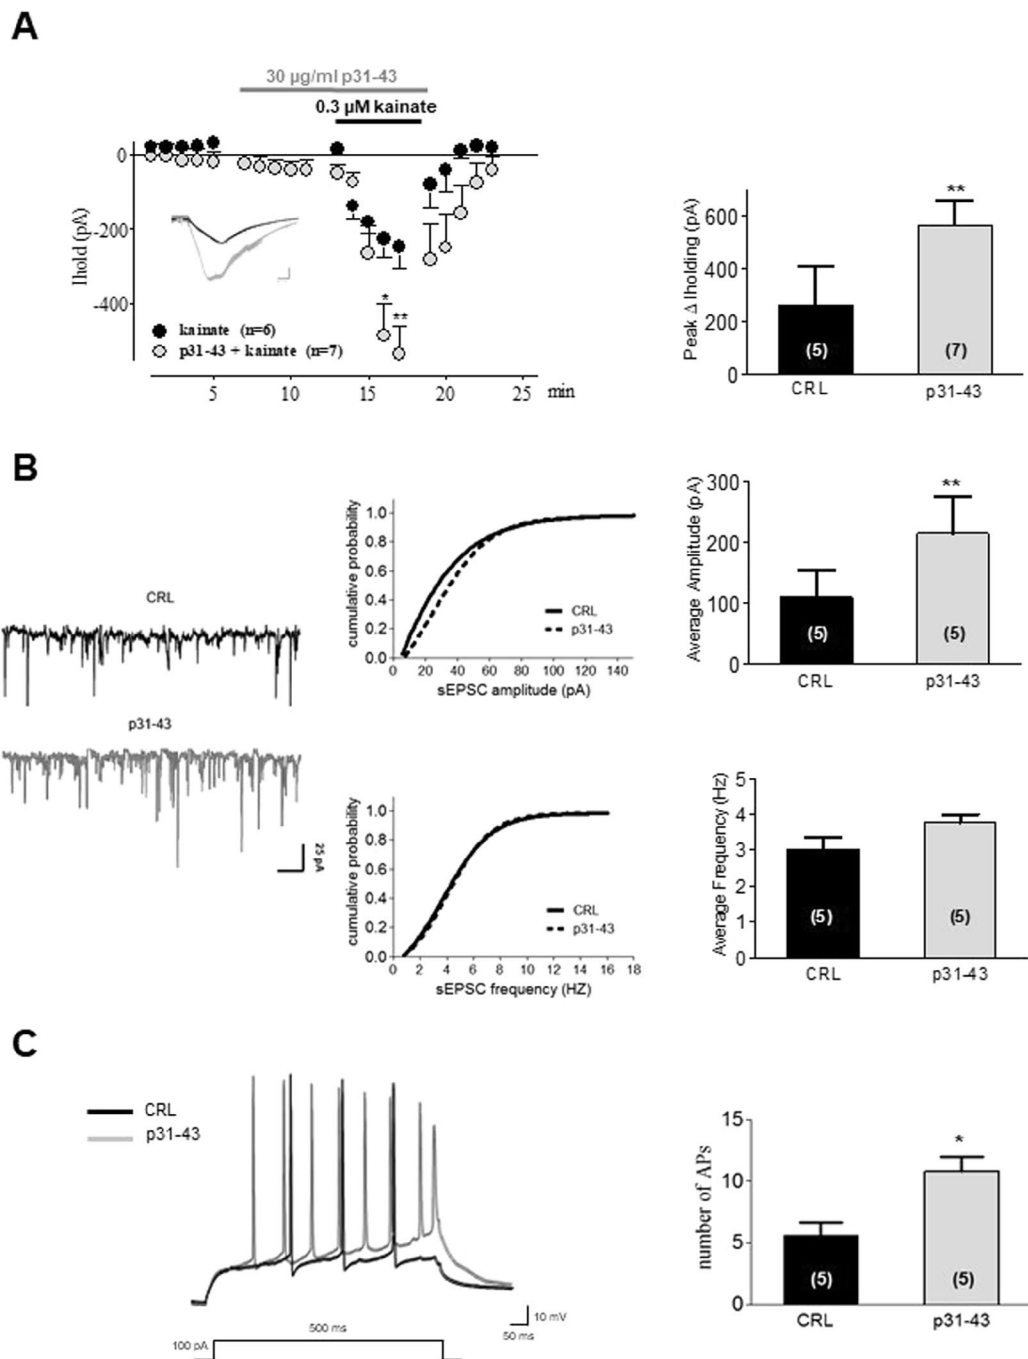 A
30 µg/ml p31-43
0.3 µM kainate
0
-200
-400
Ihold (pA)
*
**
kainate (n=6)
p31-43 + kainate (n=7)
5
10
15
20
25
min
**
600
400
200
0
Peak Δ Iholding (pA)
(5)
(7)
CRL
p31-43
B
CRL
p31-43
25 pA
cumulative probability
1.0
0.8
0.6
0.4
0.2
0.0
CRL
p31-43
0 20 40 60 80 100 120 140
sEPSC amplitude (pA)
Average Amplitude (pA)
300
200
100
0
**
(5)
(5)
CRL
p31-43
cumulative probability
1.0
0.8
0.6
0.4
0.2
0.0
CRL
p31-43
0 2 4 6 8 10 12 14 16 18
sEPSC frequency (HZ)
Average Frequency (Hz)
5
4
3
2
1
0
(5)
(5)
CRL
p31-43
C
CRL
p31-43
10 mV
50 ms
500 ms
100 pA
number of APs
15
10
5
0
*
(5)
(5)
CRL
p31-43